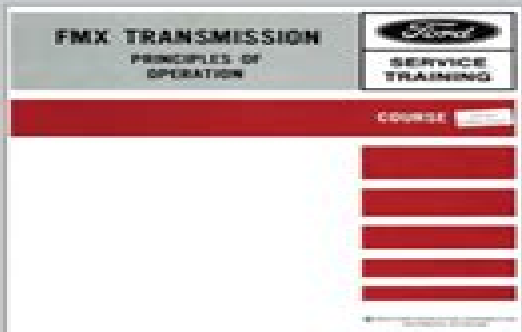 FMX TRANSMISSION
PRINCIPLES OF
OPERATION
Ford
SERVICE
TRAINING
COURSE